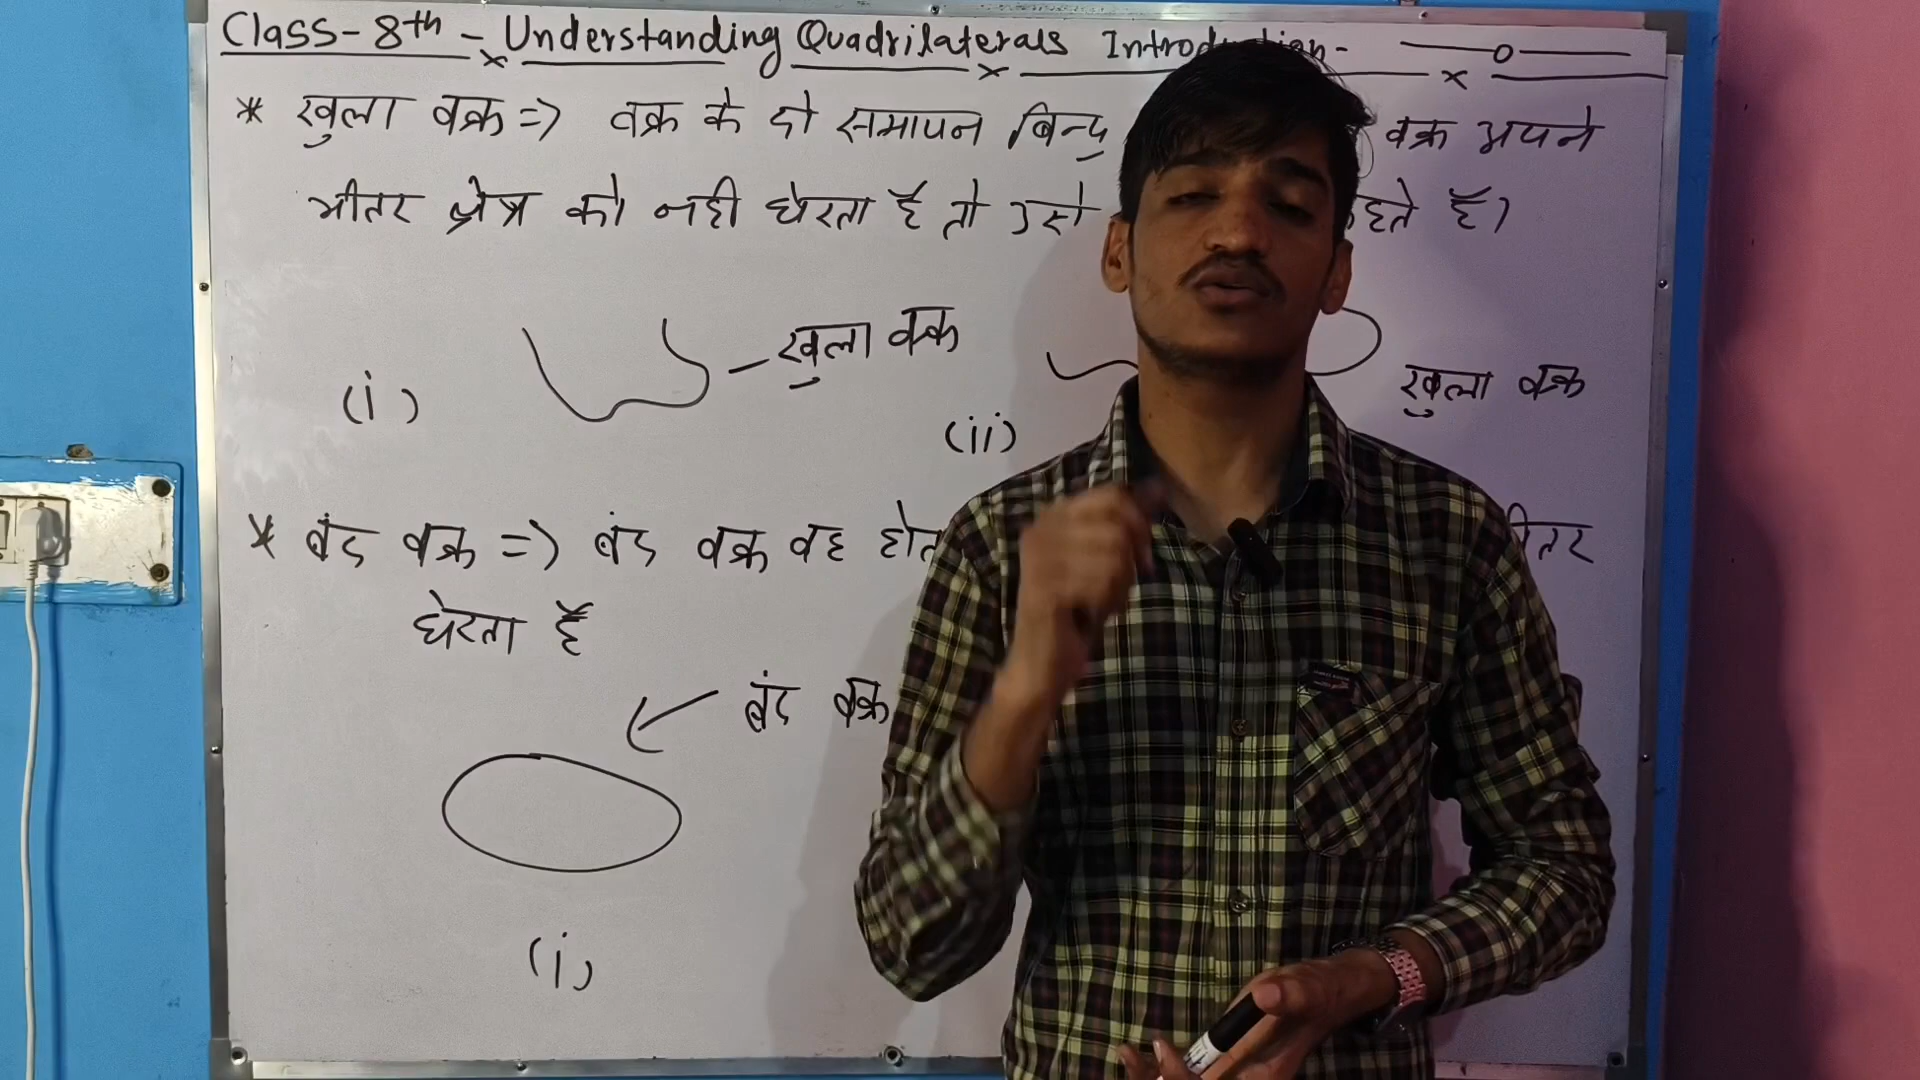 Class-8th - Understanding Quadrilaterals Introduction-
* खुला वक्र => वक्र के दो समापन बिन्दु वक्र अपने
भीतर क्षेत्र को नही घेरता है तो उसे कहते है।
खुला वक्र
(i)
खुला वक्र
(ii)
* बंद वक्र => बंद वक्र वह भीतर
घेरता है
बंद वक्र
(i)